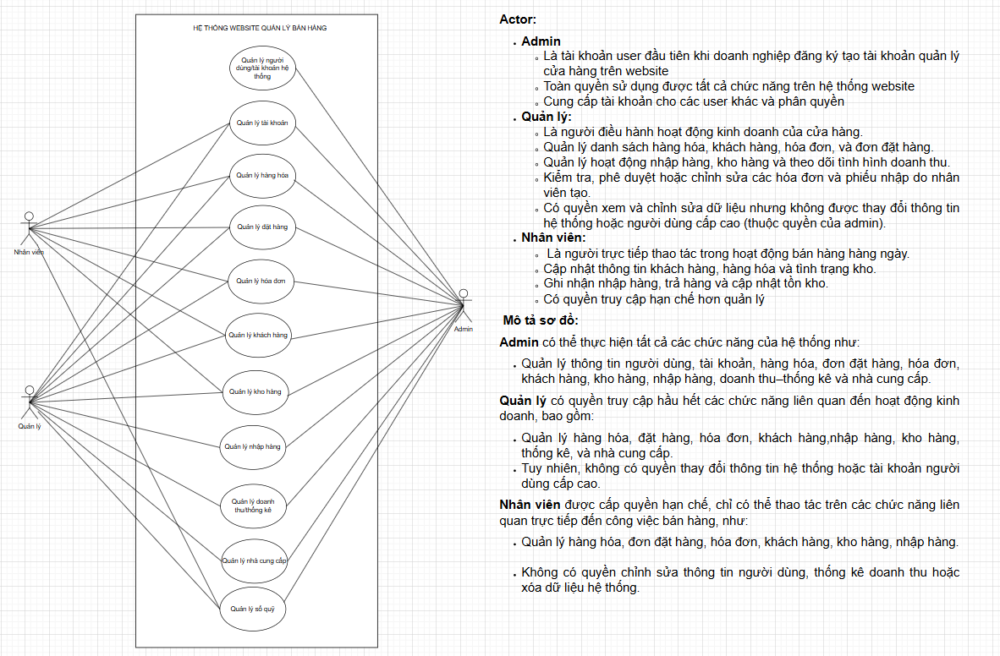 HỆ THỐNG WEBSITE QUẢN LÝ BÁN HÀNG
Quản lý người
dùng/tài khoản hệ
thống
Quản lý tài khoản
Quản lý hàng hóa
Quản lý đặt hàng
Quản lý hóa đơn
Quản lý khách hàng
Quản lý kho hàng
Quản lý nhập hàng
Quản lý doanh
thu/thống kê
Quản lý nhà cung cấp
Quản lý sổ quỹ
Nhân viên
Quản lý
Admin
Actor:
Admin
Là tài khoản user đầu tiên khi doanh nghiệp đăng ký tạo tài khoản quản lý
cửa hàng trên website
Toàn quyền sử dụng được tất cả chức năng trên hệ thống website
Cung cấp tài khoản cho các user khác và phân quyền
Quản lý:
Là người điều hành hoạt động kinh doanh của cửa hàng.
Quản lý danh sách hàng hóa, khách hàng, hóa đơn, và đơn đặt hàng.
Quản lý hoạt động nhập hàng, kho hàng và theo dõi tình hình doanh thu.
Kiểm tra, phê duyệt hoặc chỉnh sửa các hóa đơn và phiếu nhập do nhân
viên tạo.
Có quyền xem và chỉnh sửa dữ liệu nhưng không được thay đổi thông tin
hệ thống hoặc người dùng cấp cao (thuộc quyền của admin).
Nhân viên:
Là người trực tiếp thao tác trong hoạt động bán hàng hàng ngày.
Cập nhật thông tin khách hàng, hàng hóa và tình trạng kho.
Ghi nhận nhập hàng, trả hàng và cập nhật tồn kho.
Có quyền truy cập hạn chế hơn quản lý
Mô tả sơ đồ:
Admin có thể thực hiện tất cả các chức năng của hệ thống như:
Quản lý thông tin người dùng, tài khoản, hàng hóa, đơn đặt hàng, hóa đơn,
khách hàng, kho hàng, nhập hàng, doanh thu–thống kê và nhà cung cấp.
Quản lý có quyền truy cập hầu hết các chức năng liên quan đến hoạt động kinh
doanh, bao gồm:
Quản lý hàng hóa, đặt hàng, hóa đơn, khách hàng,nhập hàng, kho hàng,
thống kê, và nhà cung cấp.
Tuy nhiên, không có quyền thay đổi thông tin hệ thống hoặc tài khoản người
dùng cấp cao.
Nhân viên được cấp quyền hạn chế, chỉ có thể thao tác trên các chức năng liên
quan trực tiếp đến công việc bán hàng, như:
Quản lý hàng hóa, đơn đặt hàng, hóa đơn, khách hàng, kho hàng, nhập hàng.
Không có quyền chỉnh sửa thông tin người dùng, thống kê doanh thu hoặc
xóa dữ liệu hệ thống.